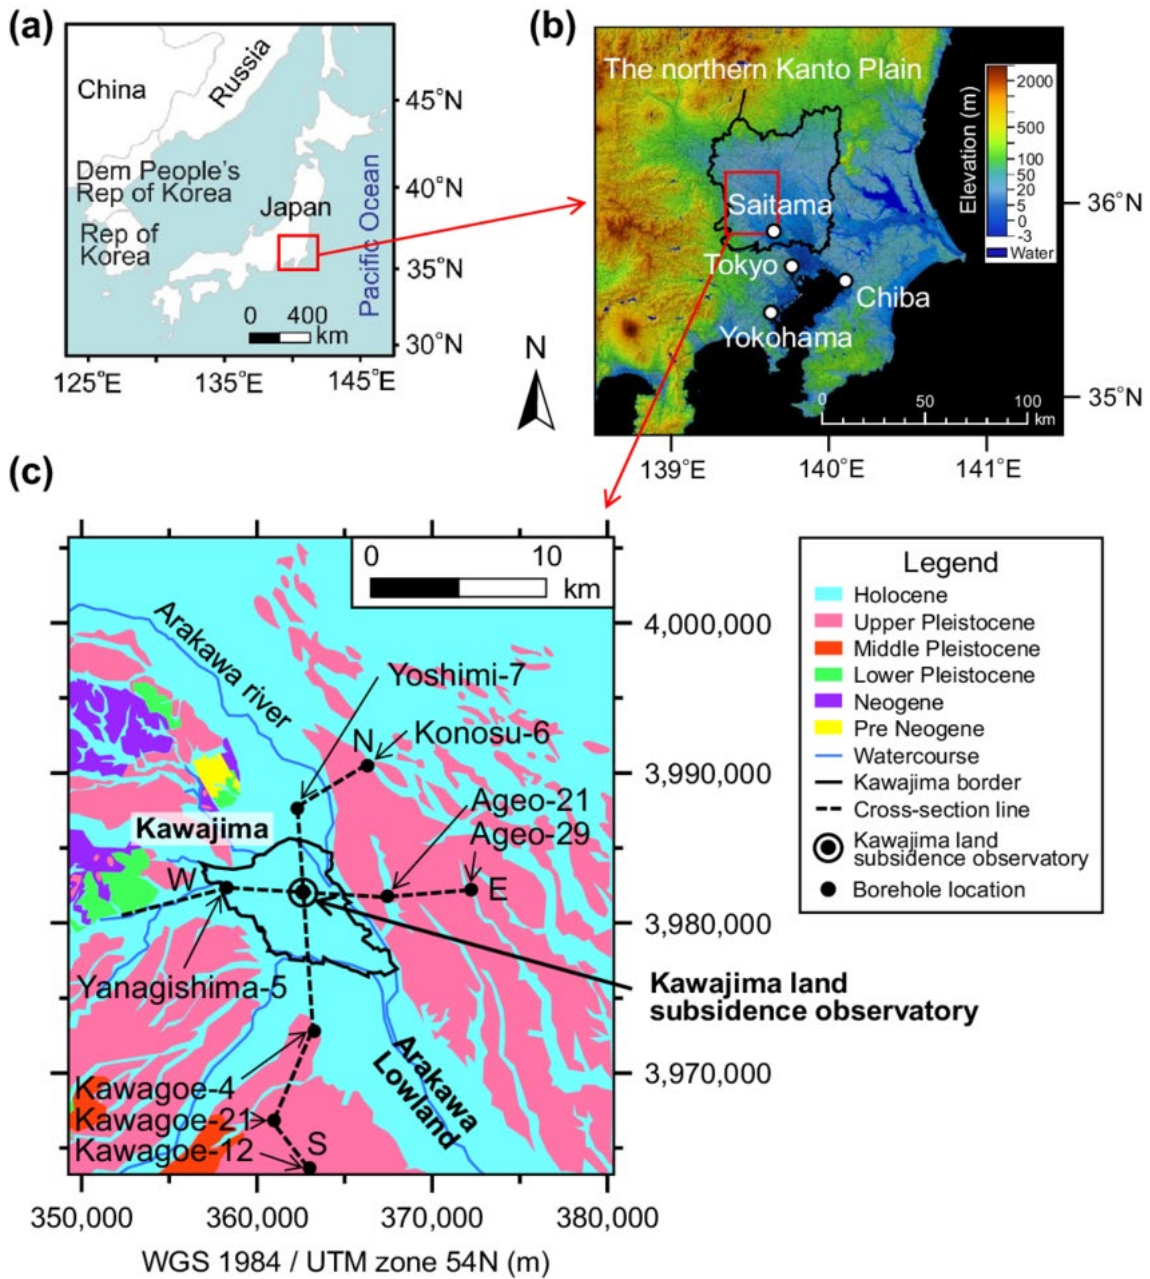 (a)
China
Russia
Dem People's
Rep of Korea
Rep of
Korea
Japan
Pacific Ocean
0 400
km
45°N
40°N
35°N
30°N
125°E 135°E 145°E
N
(b)
The northern Kanto Plain
Saitama
Tokyo
Chiba
Yokohama
Elevation (m)
2000
500
100
50
20
5
0
-3
Water
0 50 100
km
36°N
35°N
139°E 140°E 141°E
(c)
0 10
km
Arakawa river
Yoshimi-7
N
Konosu-6
Ageo-21
Ageo-29
Kawajima
W
E
Yanagishima-5
Kawajima land
subsidence observatory
Arakawa
Lowland
Kawagoe-4
Kawagoe-21
Kawagoe-12
S
4,000,000
3,990,000
3,980,000
3,970,000
350,000 360,000 370,000 380,000
WGS 1984 / UTM zone 54N (m)
Legend
Holocene
Upper Pleistocene
Middle Pleistocene
Lower Pleistocene
Neogene
Pre Neogene
Watercourse
Kawajima border
Cross-section line
Kawajima land
subsidence observatory
Borehole location